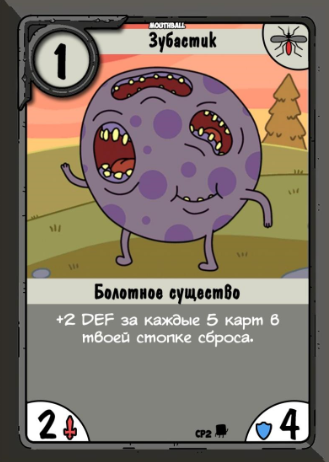 MOUTHBALL
1
Зубастик
Болотное существо
+2 DEF за каждые 5 карт в
твоей стопке сброса.
2
CP2
4